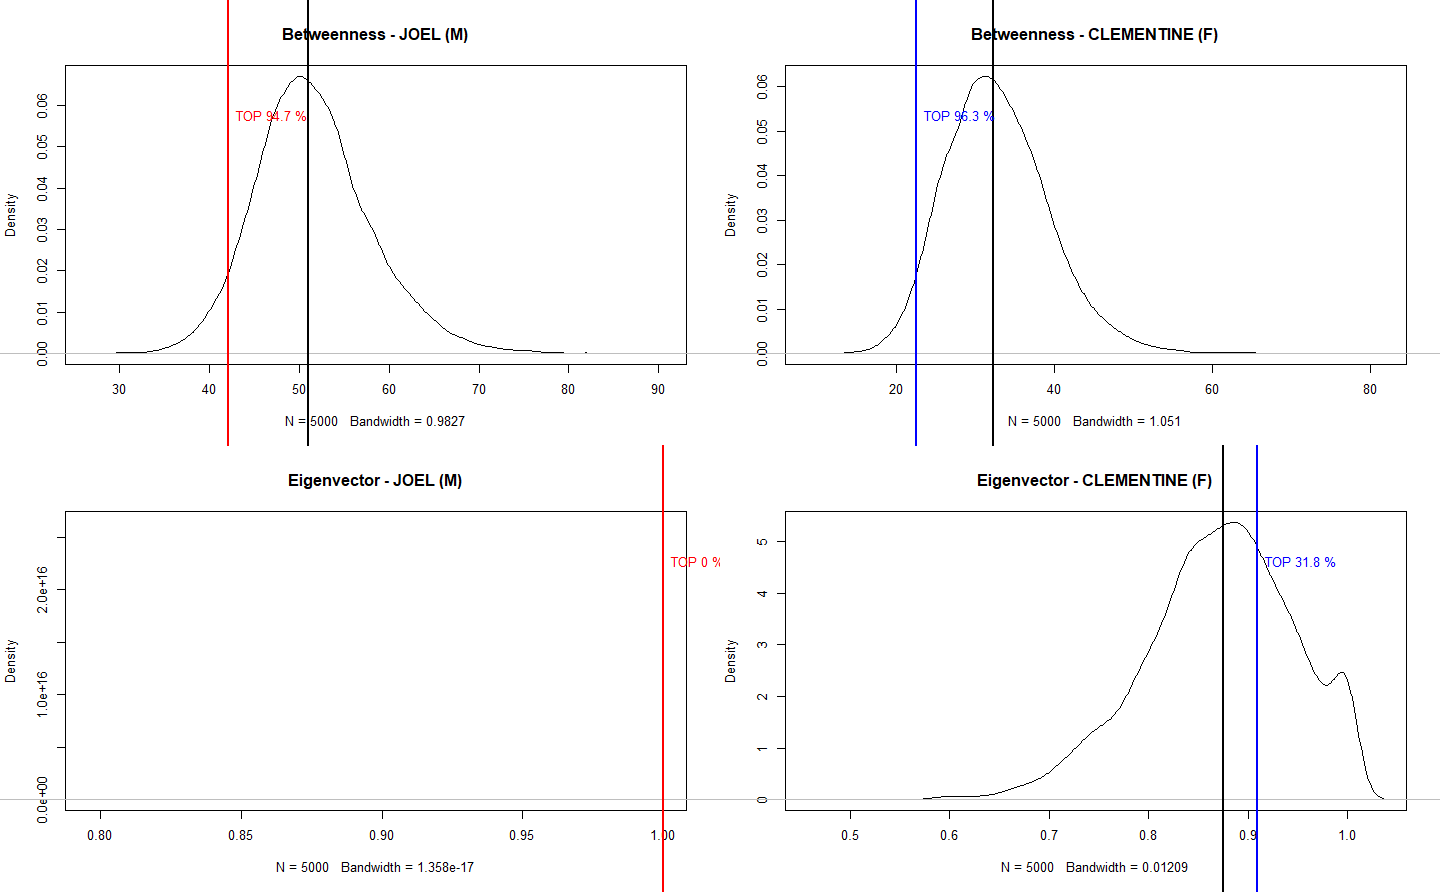 Betweenness - JOEL (M)
Density
0.00 0.01 0.02 0.03 0.04 0.05 0.06
TOP 94.7 %
30 40 50 60 70 80 90
N = 5000 Bandwidth = 0.9827
Betweenness - CLEMENTINE (F)
Density
0.00 0.01 0.02 0.03 0.04 0.05 0.06
TOP 96.3 %
20 40 60 80
N = 5000 Bandwidth = 1.051
Eigenvector - JOEL (M)
Density
0.0e+00 1.0e+16 2.0e+16
TOP 0 %
0.80 0.85 0.90 0.95 1.00
N = 5000 Bandwidth = 1.358e-17
Eigenvector - CLEMENTINE (F)
Density
0 1 2 3 4 5
TOP 31.8 %
0.5 0.6 0.7 0.8 0.9 1.0
N = 5000 Bandwidth = 0.01209